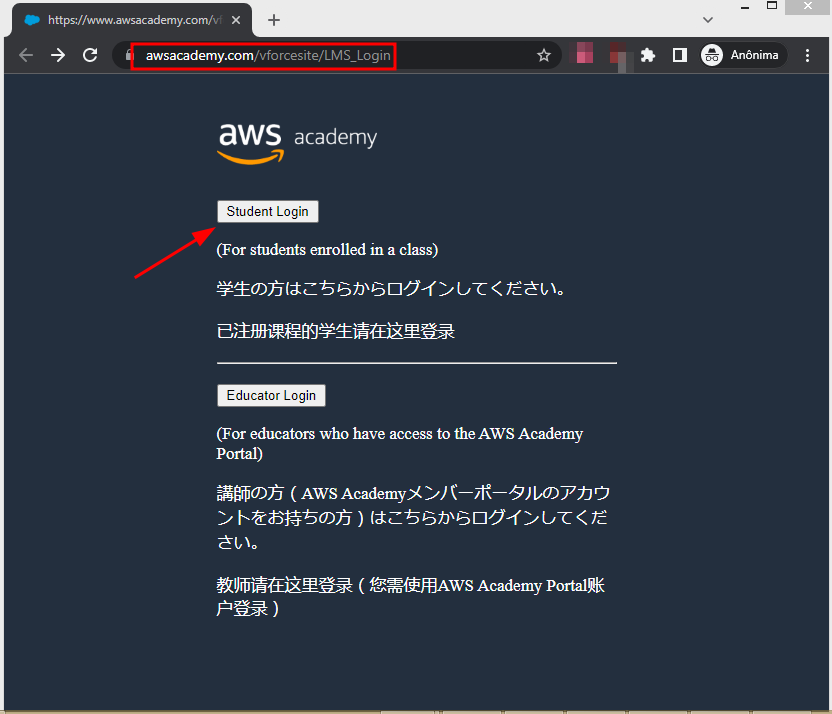 https://www.awsacademy.com/vf
awsacademy.com/vforcesite/LMS_Login
Anônima
aws academy
Student Login
(For students enrolled in a class)
学生の方はこちらからログインしてください。
已注册课程的学生请在这里登录
Educator Login
(For educators who have access to the AWS Academy
Portal)
講師の方（AWS Academyメンバーポータルのアカウ
ントをお持ちの方）はこちらからログインしてくだ
さい。
教师请在这里登录（您需使用AWS Academy Portal账
户登录）